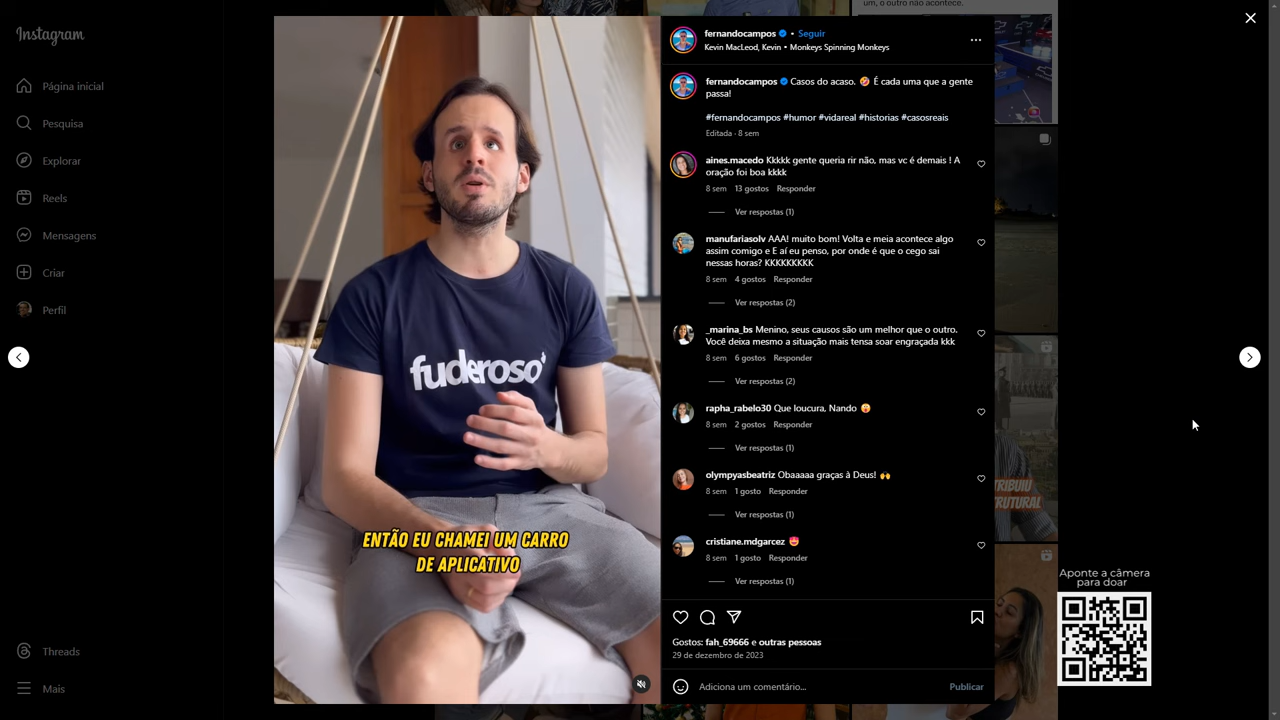 um, o outro não acontece.
Instagram
Página inicial
Pesquisa
Explorar
Reels
Mensagens
Criar
Perfil
Threads
Mais
fuderoso
ENTÃO EU CHAMEI UM CARRO
DE APLICATIVO
fernandocampos • Seguir
Kevin MacLeod, Kevin • Monkeys Spinning Monkeys
fernandocampos Casos do acaso. 🤣 É cada uma que a gente
passa!
#fernandocampos #humor #vidareal #historias #casosreais
Editada · 8 sem
aines.macedo Kkkkk gente queria rir não, mas vc é demais ! A
oração foi boa kkkk
8 sem 13 gostos Responder
Ver respostas (1)
manufariasolv AAA! muito bom! Volta e meia acontece algo
assim comigo e E aí eu penso, por onde é que o cego sai
nessas horas? KKKKKKKKK
8 sem 4 gostos Responder
Ver respostas (2)
_marina_bs Menino, seus causos são um melhor que o outro.
Você deixa mesmo a situação mais tensa soar engraçada kkk
8 sem 6 gostos Responder
Ver respostas (2)
rapha_rabelo30 Que loucura, Nando
8 sem 2 gostos Responder
Ver respostas (1)
olympyasbeatriz Obaaaaa graças à Deus! 🙌
8 sem 1 gosto Responder
Ver respostas (1)
cristiane.mdgarcez 😍
8 sem 1 gosto Responder
Ver respostas (1)
Gostos: fah_69666 e outras pessoas
29 de dezembro de 2023
Adiciona um comentário... Publicar
TRIBUIU
TRUTURAL
Aponte a câmera
para doar